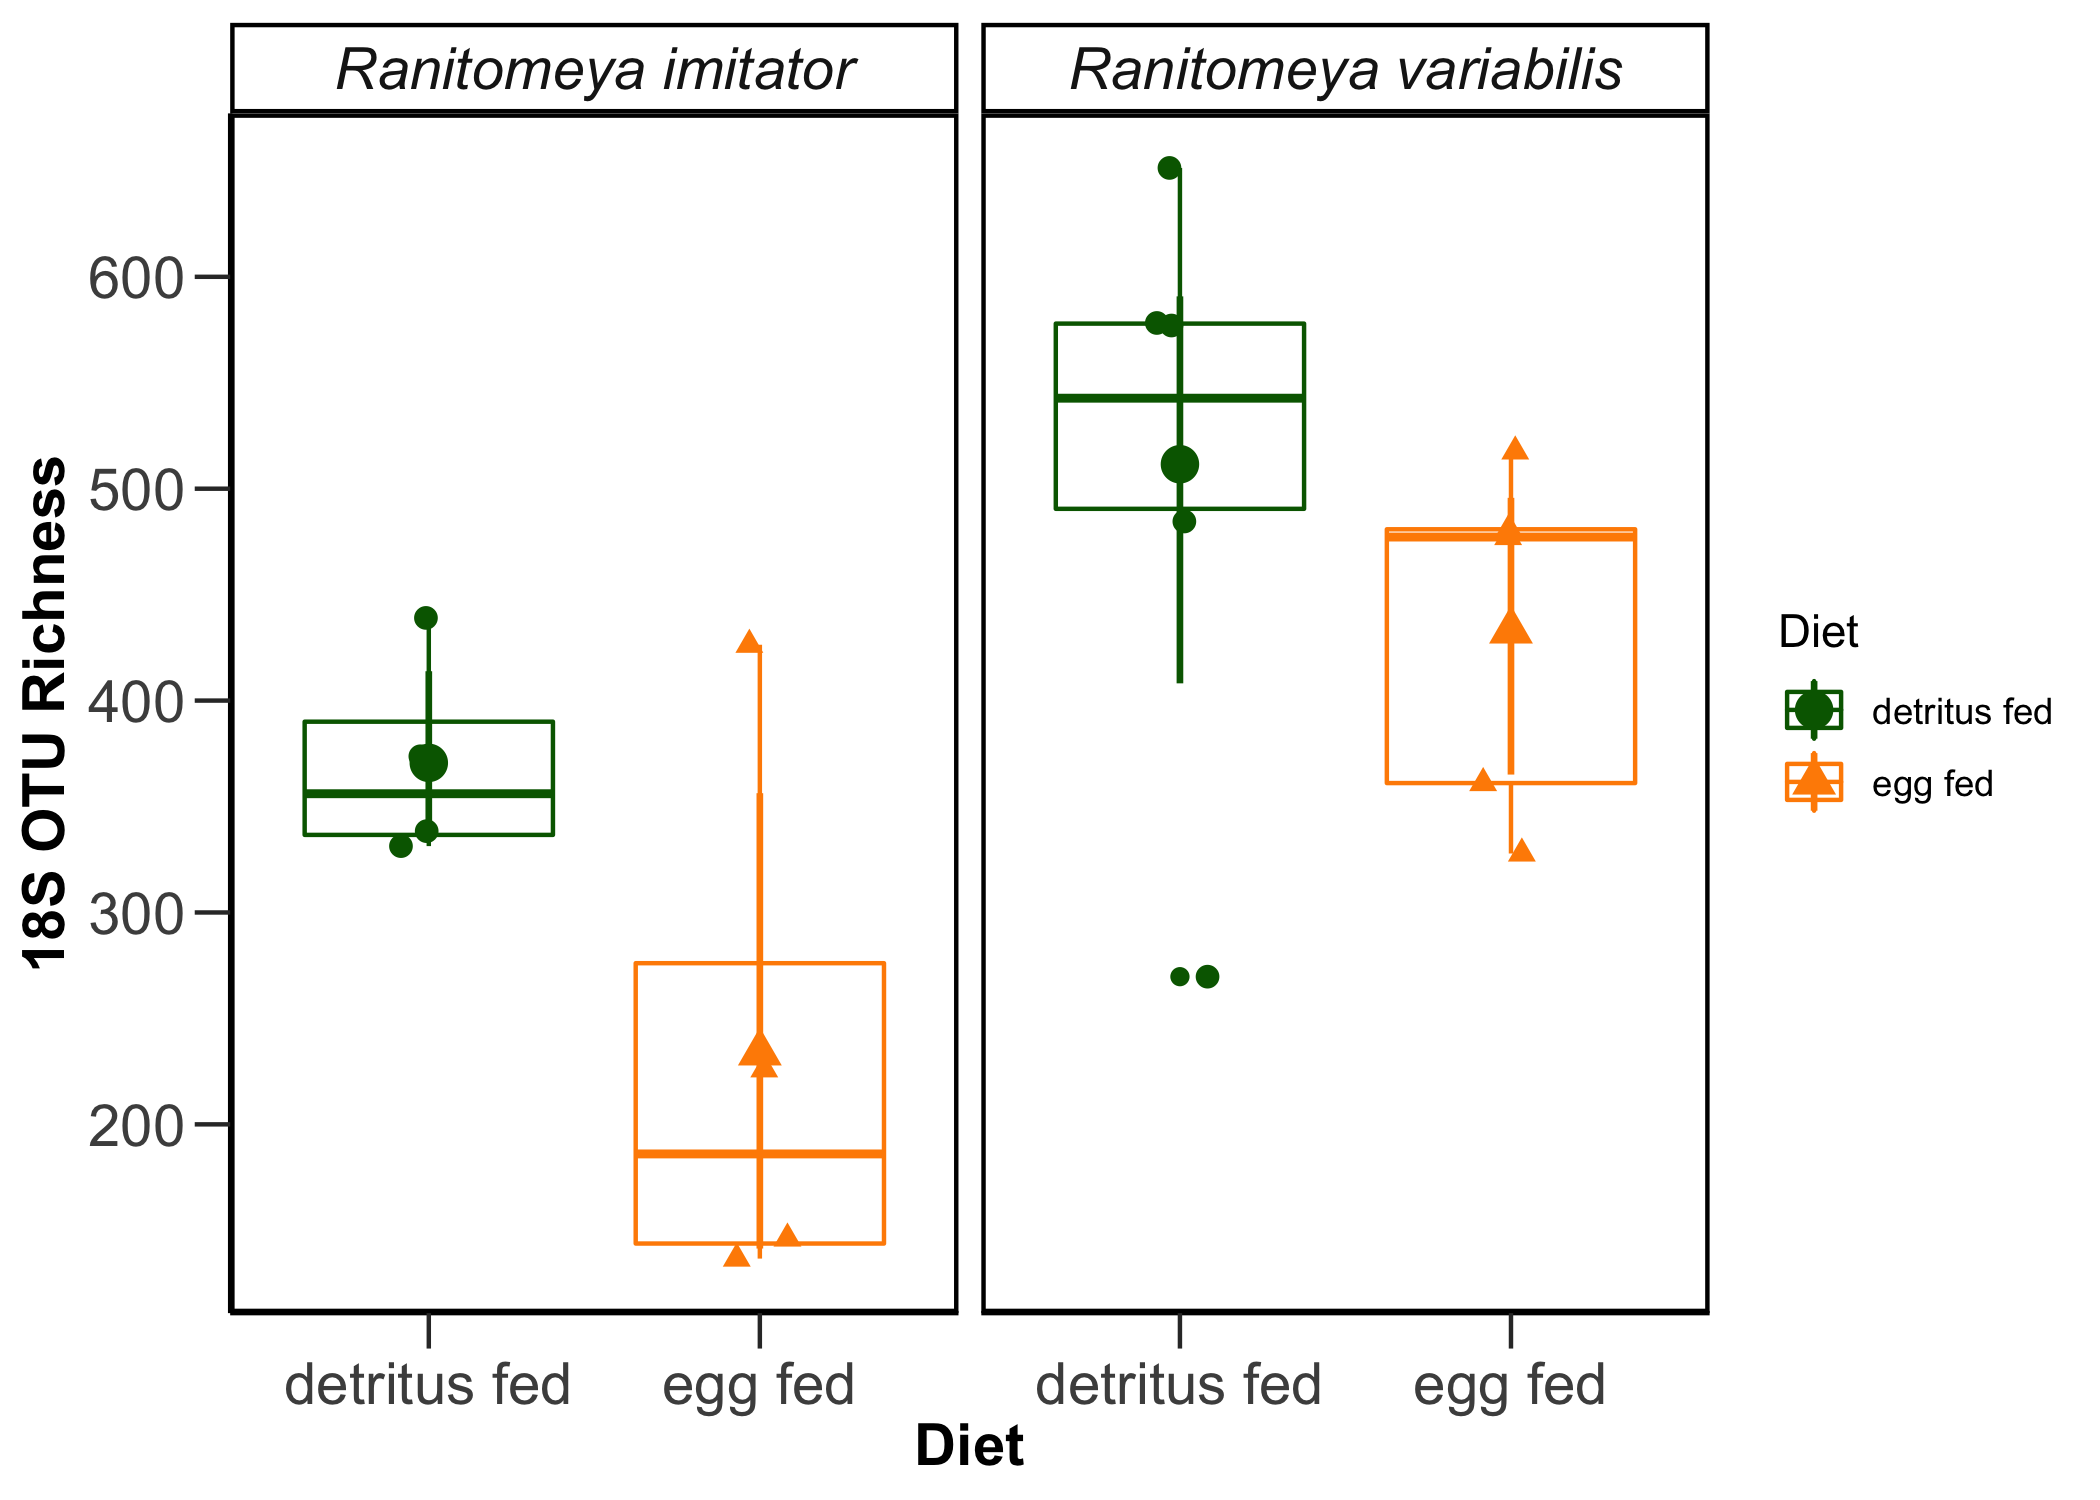 Ranitomeya imitator
Ranitomeya variabilis
18S OTU Richness
600
500
400
300
200
detritus fed
egg fed
detritus fed
egg fed
Diet
Diet
detritus fed
egg fed